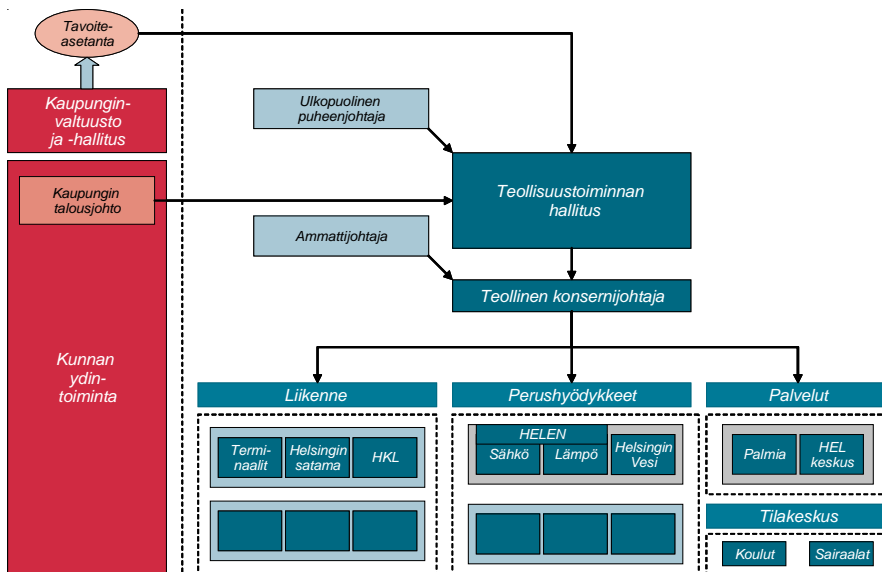 Tavoite-
asetanta
Kaupungin-
valtuusto
ja -hallitus
Ulkopuolinen
puheenjohtaja
Kaupungin
talousjohto
Teollisuustoiminnan
hallitus
Ammattijohtaja
Teollinen konsernijohtaja
Kunnan
ydin-
toiminta
Liikenne
Perushyödykkeet
Palvelut
Termi-
naalit
Helsingin
satama
HKL
HELEN
Sähkö
Lämpö
Helsingin
Vesi
Palmia
HEL
keskus
Tilakeskus
Koulut
Sairaalat